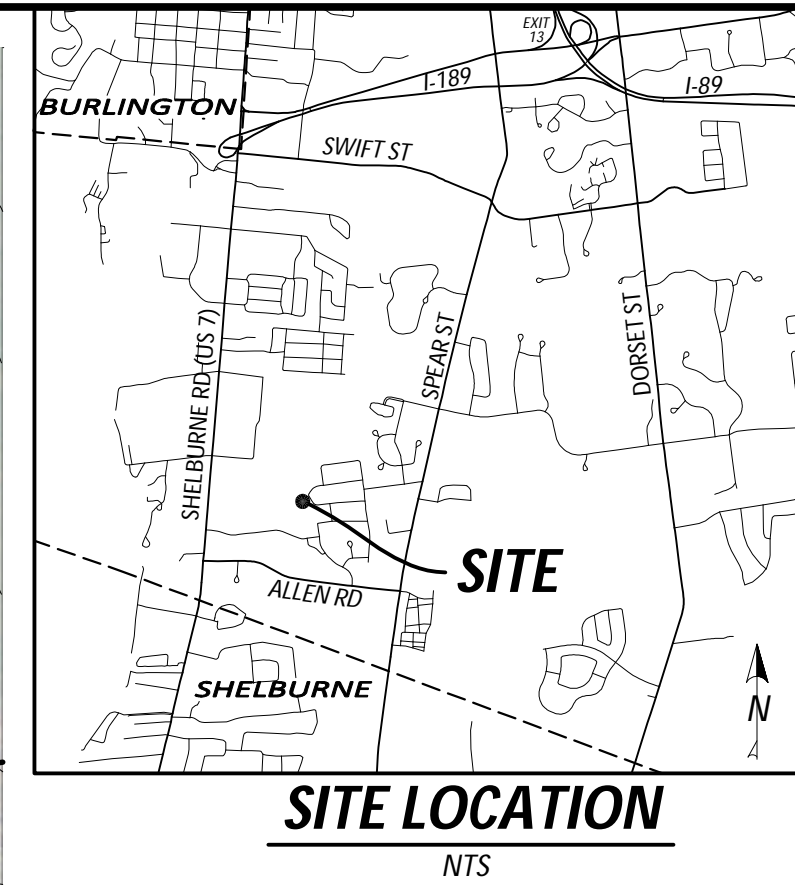 EXIT
13
I-189
I-89
BURLINGTON
SWIFT ST
SHELBURNE RD (US 7)
SPEAR ST
DORSET ST
SITE
ALLEN RD
SHELBURNE
N
SITE LOCATION
NTS